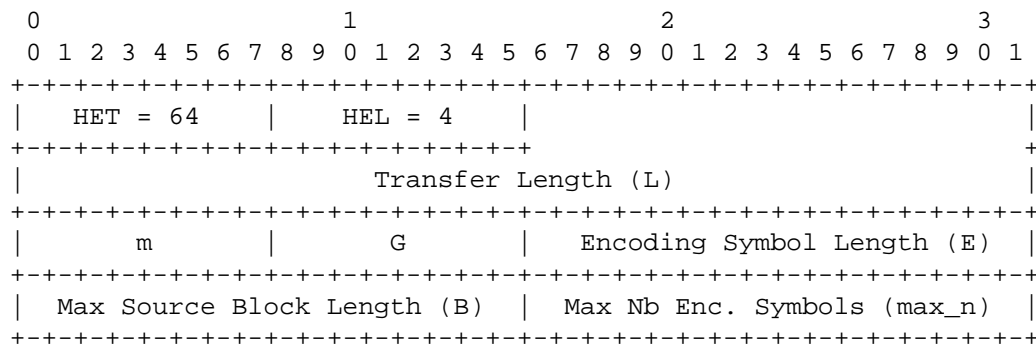 0                   1                   2                   3
 0 1 2 3 4 5 6 7 8 9 0 1 2 3 4 5 6 7 8 9 0 1 2 3 4 5 6 7 8 9 0 1
+-+-+-+-+-+-+-+-+-+-+-+-+-+-+-+-+-+-+-+-+-+-+-+-+-+-+-+-+-+-+-+-+
|   HET = 64    |    HEL = 4    |                               |
+-+-+-+-+-+-+-+-+-+-+-+-+-+-+-+-+                               +
|                      Transfer Length (L)                      |
+-+-+-+-+-+-+-+-+-+-+-+-+-+-+-+-+-+-+-+-+-+-+-+-+-+-+-+-+-+-+-+-+
|       m       |       G       |   Encoding Symbol Length (E)  |
+-+-+-+-+-+-+-+-+-+-+-+-+-+-+-+-+-+-+-+-+-+-+-+-+-+-+-+-+-+-+-+-+
|  Max Source Block Length (B)  |  Max Nb Enc. Symbols (max_n)  |
+-+-+-+-+-+-+-+-+-+-+-+-+-+-+-+-+-+-+-+-+-+-+-+-+-+-+-+-+-+-+-+-+